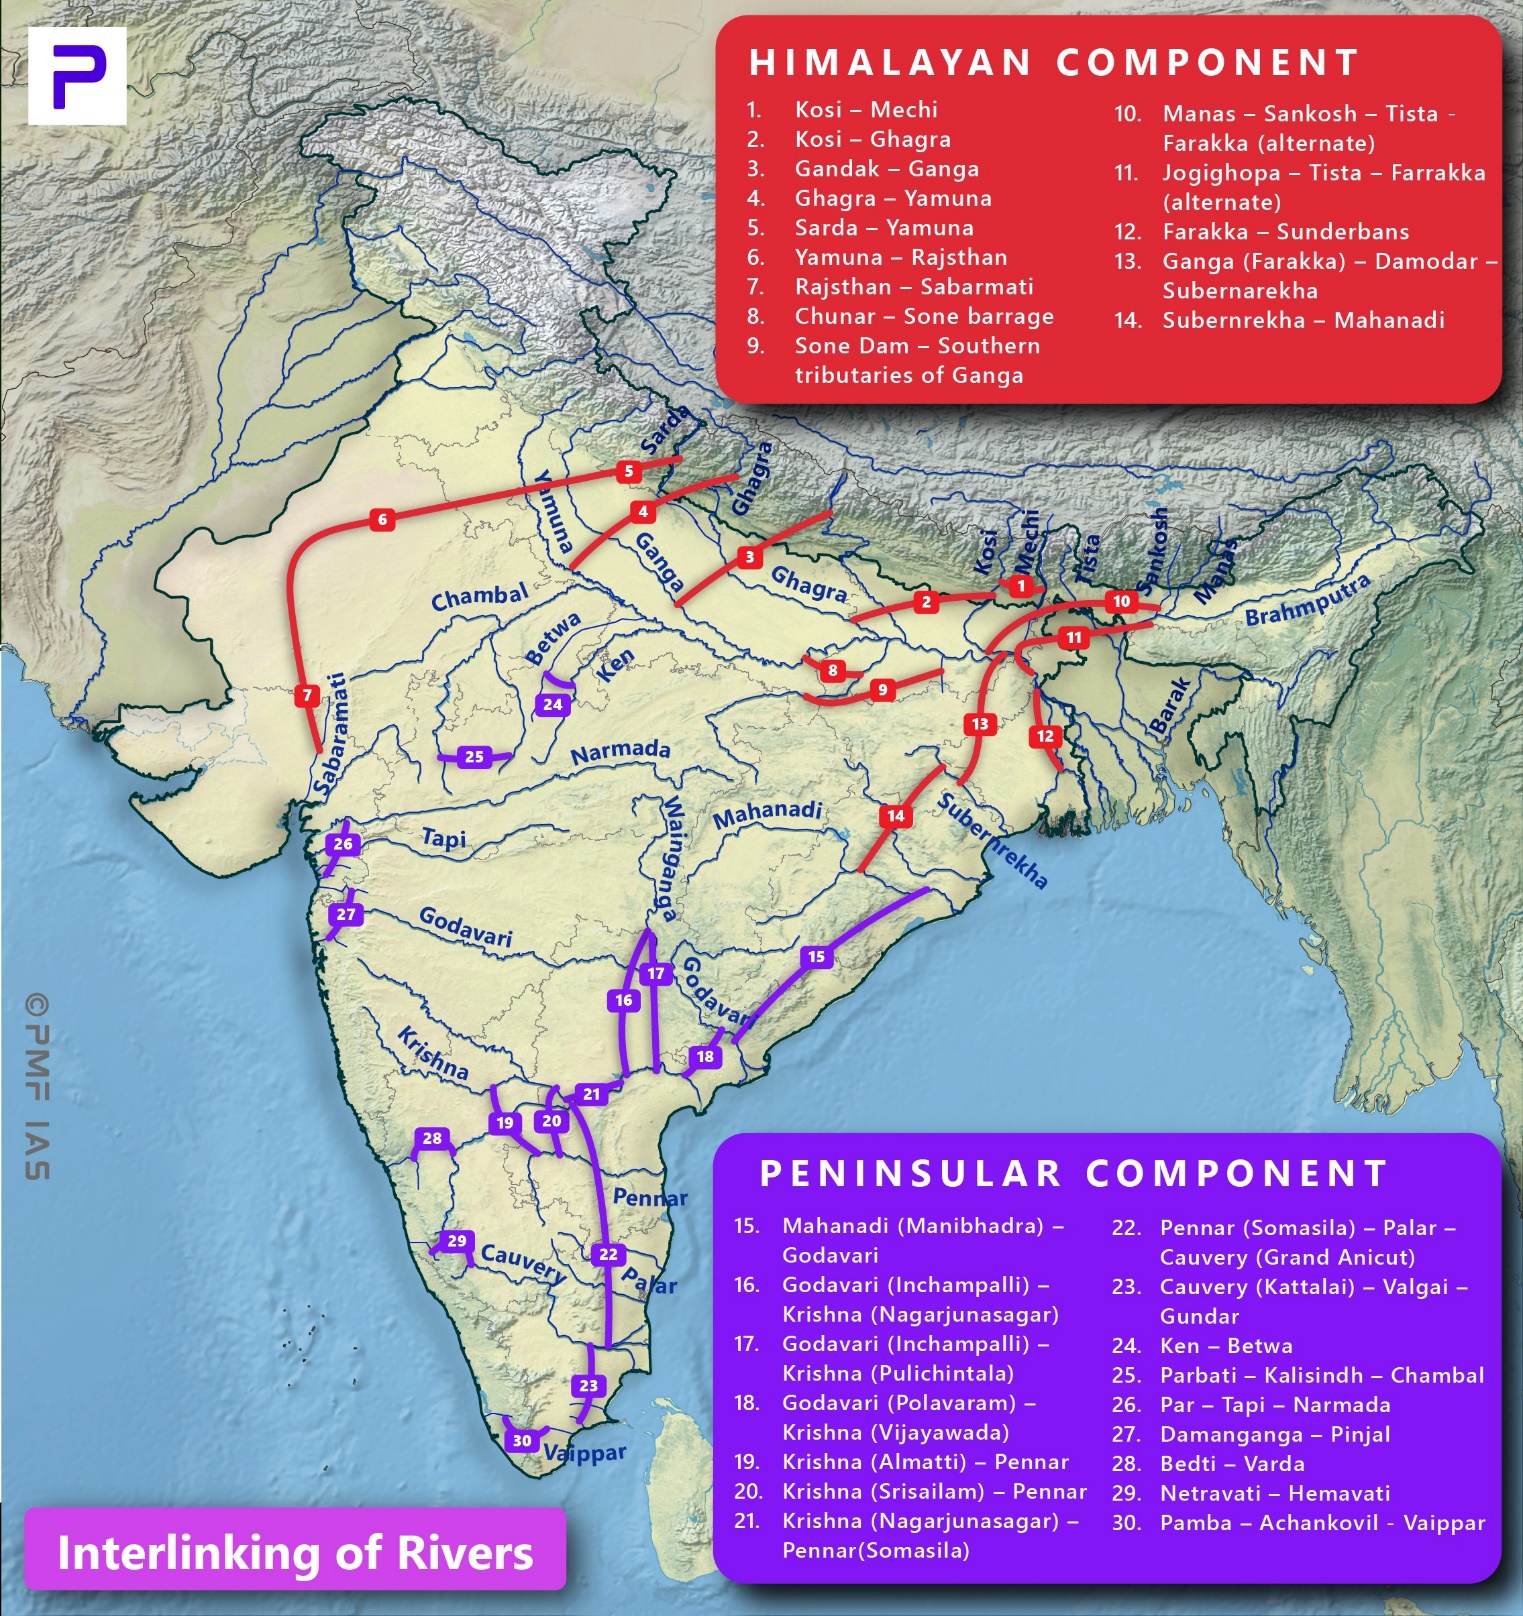 P
HIMALAYAN COMPONENT
1. Kosi – Mechi
2. Kosi – Ghagra
3. Gandak – Ganga
4. Ghagra – Yamuna
5. Sarda – Yamuna
6. Yamuna – Rajsthan
7. Rajsthan – Sabarmati
8. Chunar – Sone barrage
9. Sone Dam – Southern
tributaries of Ganga
10. Manas – Sankosh – Tista -
Farakka (alternate)
11. Jogighopa – Tista – Farrakka
(alternate)
12. Farakka – Sunderbans
13. Ganga (Farakka) – Damodar –
Subernarekha
14. Subernrekha – Mahanadi
Sarda
Ghagra
5
Yamuna
6
4
Ganga
3
Ghagra
Kosi
Mechi
Tista
Sankosh
Manas
Brahmputra
Chambal
2
1
10
11
Betwa
Ken
8
9
24
7
Sabaramati
25
Narmada
13
12
Barak
26
Tapi
Wainganga
Mahanadi
14
Subernrekha
27
Godavari
15
16
17
Godavari
Krishna
18
21
19
20
28
Pennar
29
Cauvery
22
Palar
23
30
Vaippar
©PMF IAS
PENINSULAR COMPONENT
15. Mahanadi (Manibhadra) –
Godavari
16. Godavari (Inchampalli) –
Krishna (Nagarjunasagar)
17. Godavari (Inchampalli) –
Krishna (Pulichintala)
18. Godavari (Polavaram) –
Krishna (Vijayawada)
19. Krishna (Almatti) – Pennar
20. Krishna (Srisailam) – Pennar
21. Krishna (Nagarjunasagar) –
Pennar(Somasila)
22. Pennar (Somasila) – Palar –
Cauvery (Grand Anicut)
23. Cauvery (Kattalai) – Valgai –
Gundar
24. Ken – Betwa
25. Parbati – Kalisindh – Chambal
26. Par – Tapi – Narmada
27. Damanganga – Pinjal
28. Bedti – Varda
29. Netravati – Hemavati
30. Pamba – Achankovil - Vaippar
Interlinking of Rivers